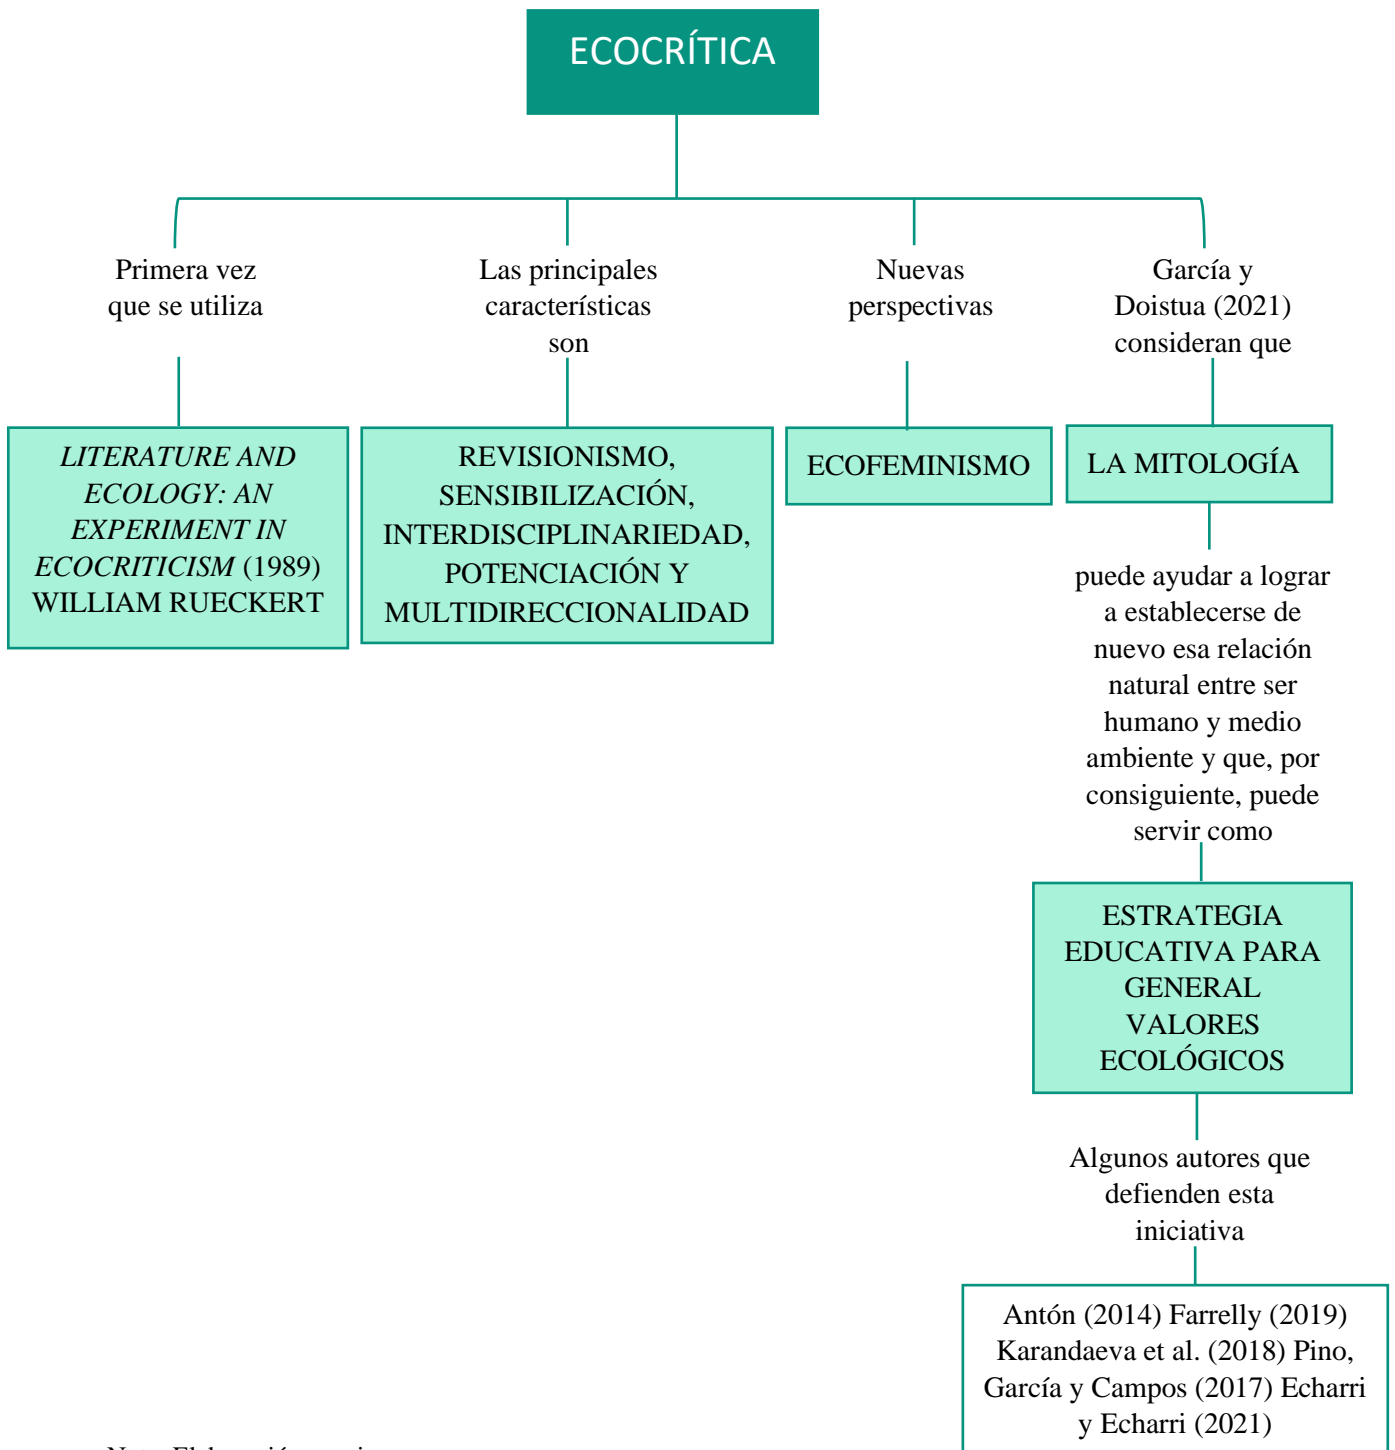 ECOCRÍTICA
Primera vez
que se utiliza
LITERATURE AND
ECOLOGY: AN
EXPERIMENT IN
ECOCRITICISM (1989)
WILLIAM RUECKERT
Las principales
características
son
REVISIONISMO,
SENSIBILIZACIÓN,
INTERDISCIPLINARIEDAD,
POTENCIACIÓN Y
MULTIDIRECCIONALIDAD
Nuevas
perspectivas
ECOFEMINISMO
García y
Doistua (2021)
consideran que
LA MITOLOGÍA
puede ayudar a lograr
a establecerse de
nuevo esa relación
natural entre ser
humano y medio
ambiente y que, por
consiguiente, puede
servir como
ESTRATEGIA
EDUCATIVA PARA
GENERAL
VALORES
ECOLÓGICOS
Algunos autores que
defienden esta
iniciativa
Antón (2014) Farrelly (2019)
Karandaeva et al. (2018) Pino,
García y Campos (2017) Echarri
y Echarri (2021)